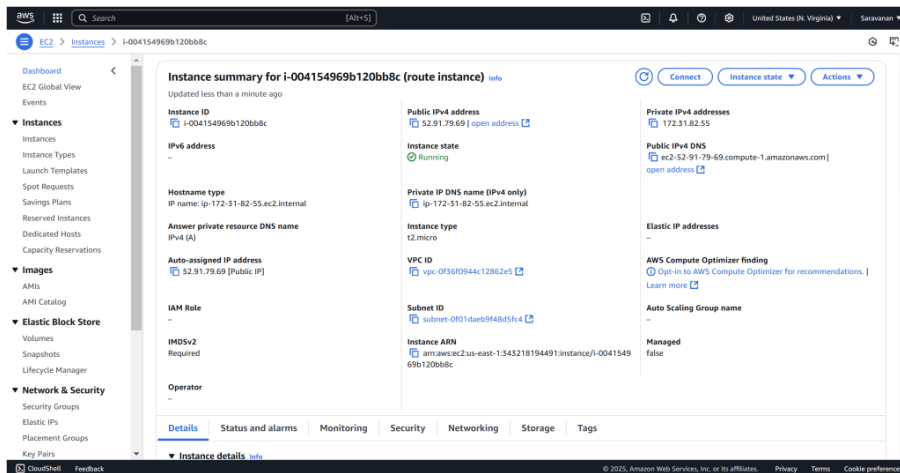 aws
Search
[Alt+S]
United States (N. Virginia) ▼
Saravanan ▼
EC2 > Instances > i-004154969b120bb8c
Dashboard
EC2 Global View
Events
▼ Instances
Instances
Instance Types
Launch Templates
Spot Requests
Savings Plans
Reserved Instances
Dedicated Hosts
Capacity Reservations
▼ Images
AMIs
AMI Catalog
▼ Elastic Block Store
Volumes
Snapshots
Lifecycle Manager
▼ Network & Security
Security Groups
Elastic IPs
Placement Groups
Key Pairs
Instance summary for i-004154969b120bb8c (route instance) Info
Updated less than a minute ago
Connect
Instance state ▼
Actions ▼
Instance ID
i-004154969b120bb8c
Public IPv4 address
52.91.79.69 | open address
Private IPv4 addresses
172.31.82.55
IPv6 address
–
Instance state
Running
Public IPv4 DNS
ec2-52-91-79-69.compute-1.amazonaws.com |
open address
Hostname type
IP name: ip-172-31-82-55.ec2.internal
Private IP DNS name (IPv4 only)
ip-172-31-82-55.ec2.internal
Answer private resource DNS name
IPv4 (A)
Instance type
t2.micro
Elastic IP addresses
–
Auto-assigned IP address
52.91.79.69 [Public IP]
VPC ID
vpc-0f36f0944c12862e5
AWS Compute Optimizer finding
Opt-in to AWS Compute Optimizer for recommendations. |
Learn more
IAM Role
–
Subnet ID
subnet-0f01daeb9f48d5fc4
Auto Scaling Group name
–
IMDSv2
Required
Instance ARN
arn:aws:ec2:us-east-1:343218194491:instance/i-0041549
69b120bb8c
Managed
false
Operator
–
Details
Status and alarms
Monitoring
Security
Networking
Storage
Tags
▼ Instance details Info
CloudShell
Feedback
© 2025, Amazon Web Services, Inc. or its affiliates.
Privacy
Terms
Cookie preference